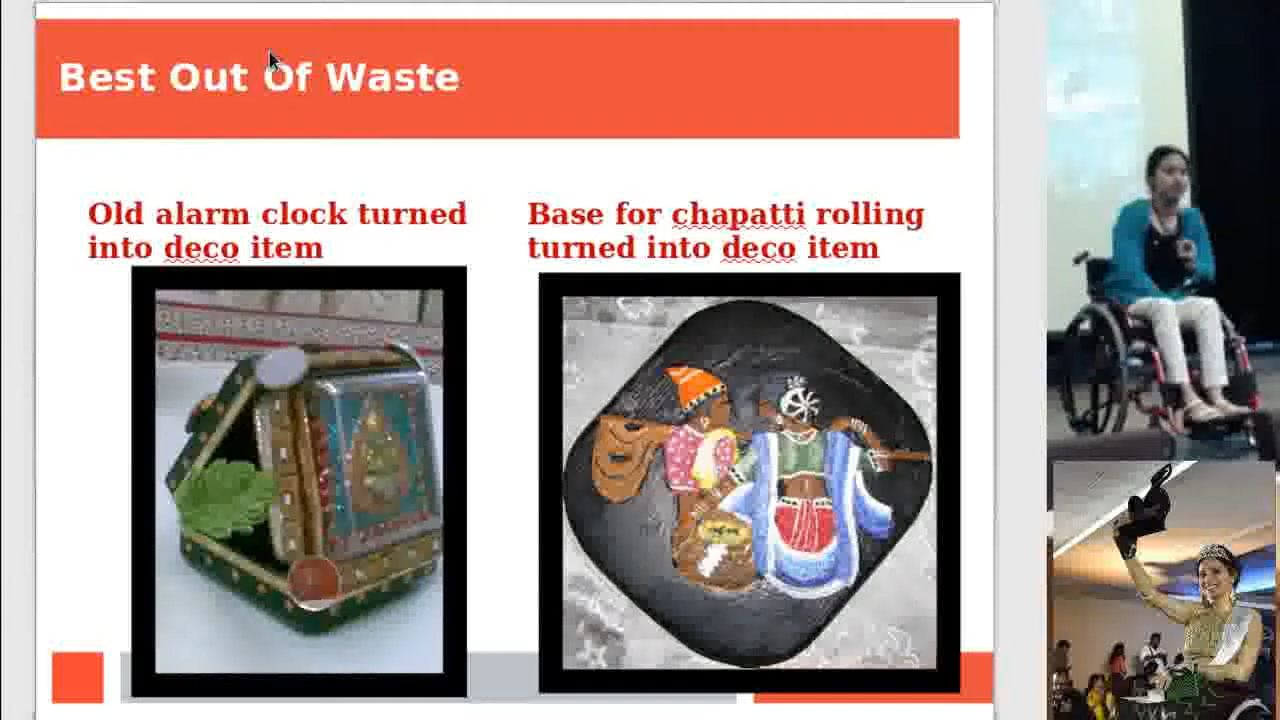 Best Out Of Waste
Old alarm clock turned
into deco item
Base for chapatti rolling
turned into deco item